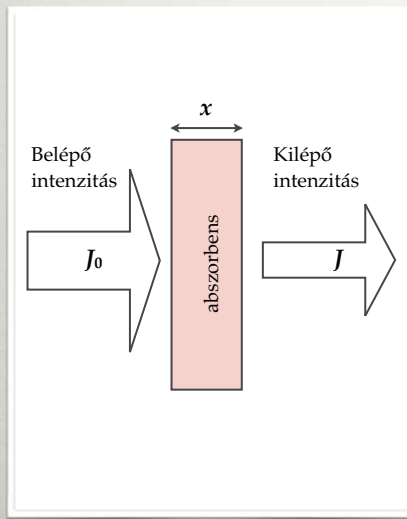 x
Belépő
intenzitás
Kilépő
intenzitás
J₀
abszorbens
J